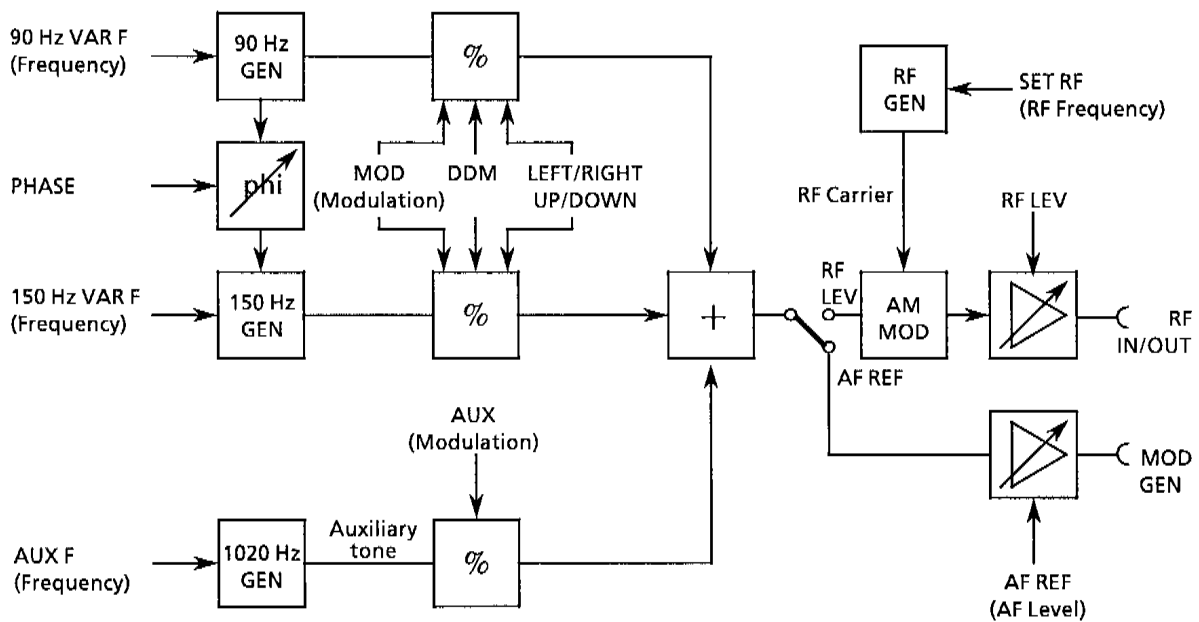 90 Hz VAR F
(Frequency)
90 Hz
GEN
%
RF
GEN
SET RF
(RF Frequency)
PHASE
phi
MOD
(Modulation)
DDM
LEFT/RIGHT
UP/DOWN
RF Carrier
RF LEV
150 Hz VAR F
(Frequency)
150 Hz
GEN
%
+
RF
LEV
AM
MOD
RF
IN/OUT
AF REF
AUX
(Modulation)
MOD
GEN
AUX F
(Frequency)
1020 Hz
GEN
Auxiliary
tone
%
AF REF
(AF Level)